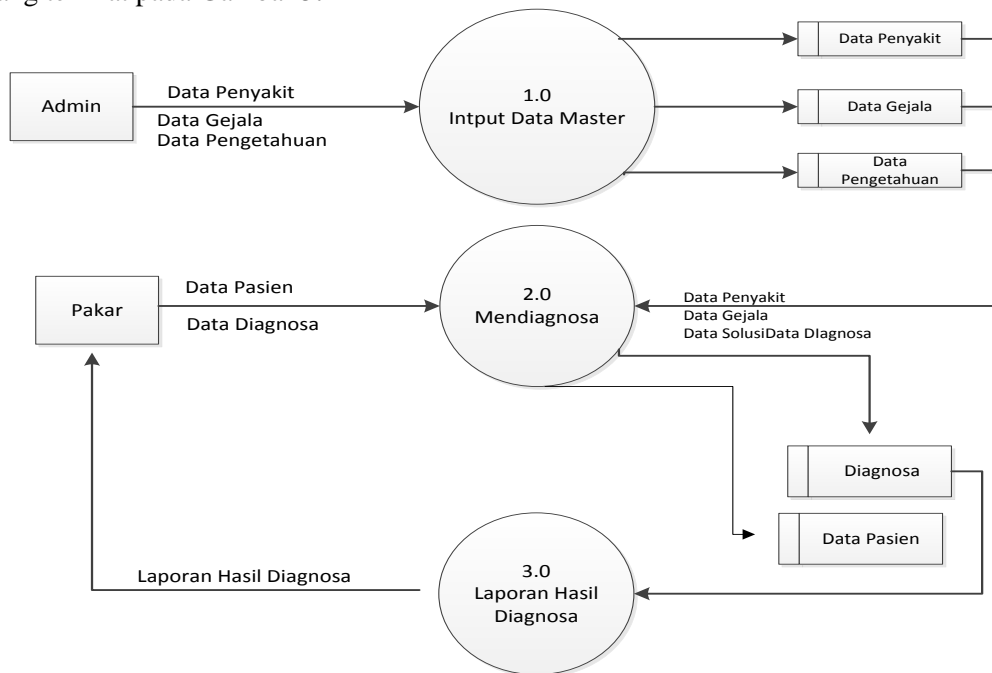 Data Penyakit
Admin
Data Penyakit
Data Gejala
Data Pengetahuan
1.0
Intput Data Master
Data Gejala
Data
Pengetahuan
Pakar
Data Pasien
Data Diagnosa
2.0
Mendiagnosa
Data Penyakit
Data Gejala
Data SolusiData DIagnosa
Diagnosa
Data Pasien
3.0
Laporan Hasil
Diagnosa
Laporan Hasil Diagnosa